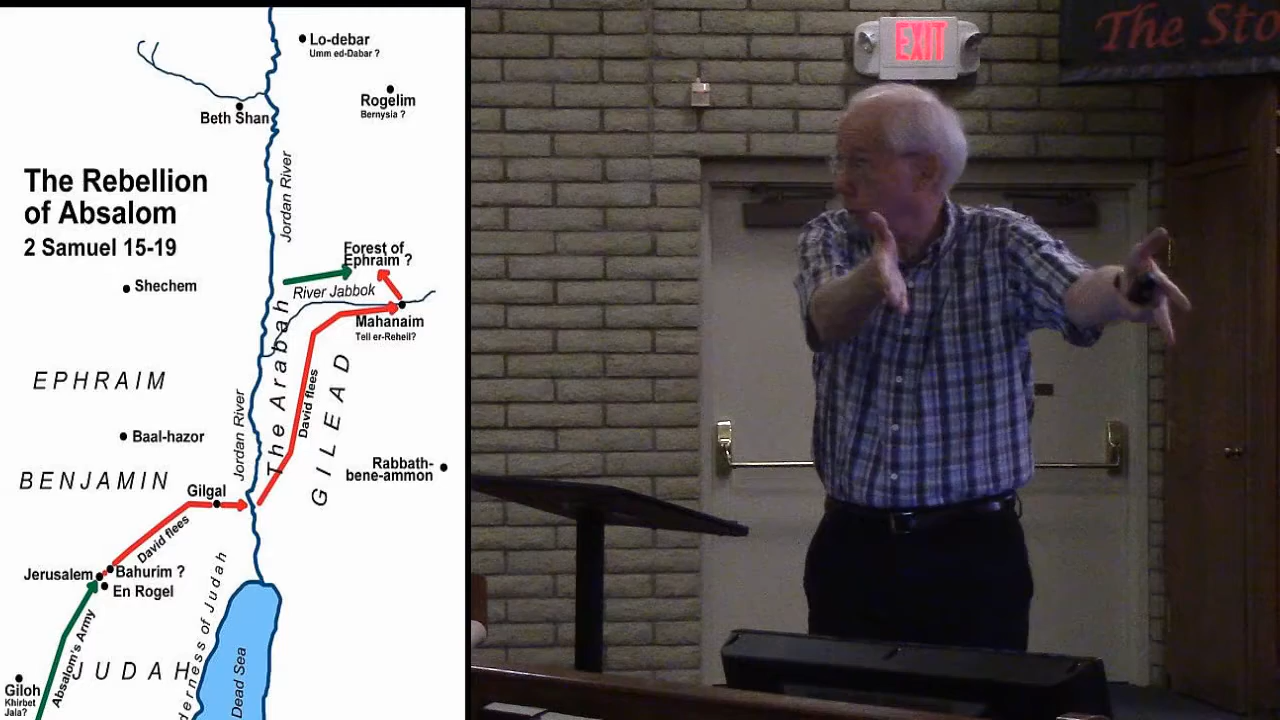 Lo-debar
Umm ed-Dabar ?
Rogelim
Bernysia ?
Beth Shan
The Rebellion
of Absalom
2 Samuel 15-19
Jordan River
Forest of
Ephraim ?
Shechem
River Jabbok
Mahanaim
Tell er-Reheil?
The Arabah
EPHRAIM
David flees
GILEAD
Jordan River
Baal-hazor
Rabbath-
bene-ammon
BENJAMIN
Gilgal
David flees
Jerusalem
Bahurim ?
En Rogel
derness of Judah
Absalom's Army
JUDAH
Giloh
Khirbet
Jala?
Dead Sea
EXIT
The Sto